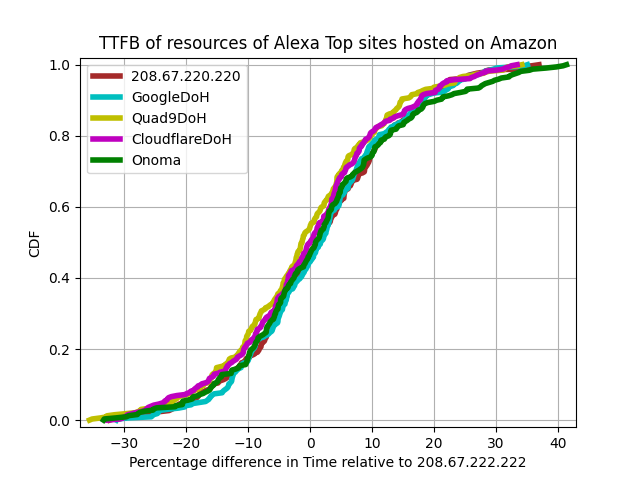 TTFB of resources of Alexa Top sites hosted on Amazon
1.0
0.8
0.6
0.4
0.2
0.0
CDF
208.67.220.220
GoogleDoH
Quad9DoH
CloudflareDoH
Onoma
−30 −20 −10 0 10 20 30 40
Percentage difference in Time relative to 208.67.222.222